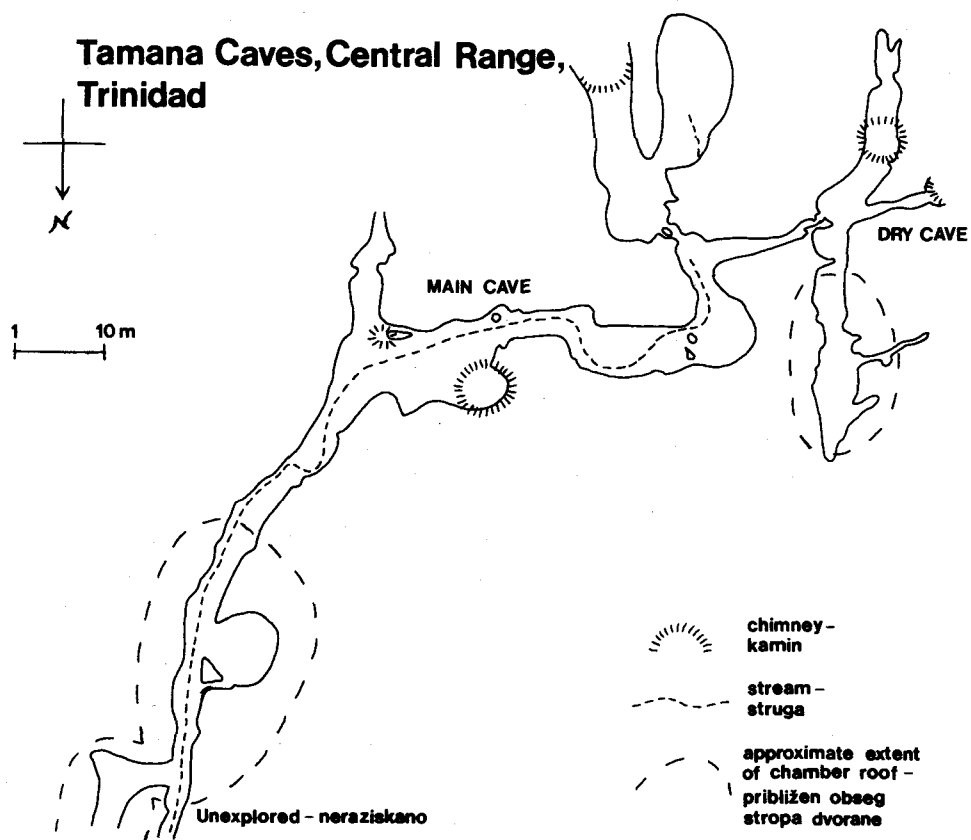 Tamana Caves, Central Range,
Trinidad
N
MAIN CAVE
DRY CAVE
1 10 m
chimney –
kamin
stream –
struga
approximate extent
of chamber roof –
približen obseg
stropa dvorane
Unexplored – neraziskano